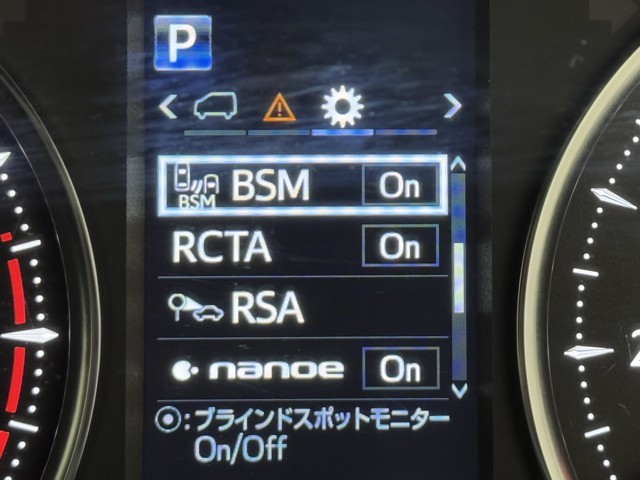 P
BSM BSM On
RCTA On
RSA
nanoe On
:ブラインドスポットモニター
On/Off
2